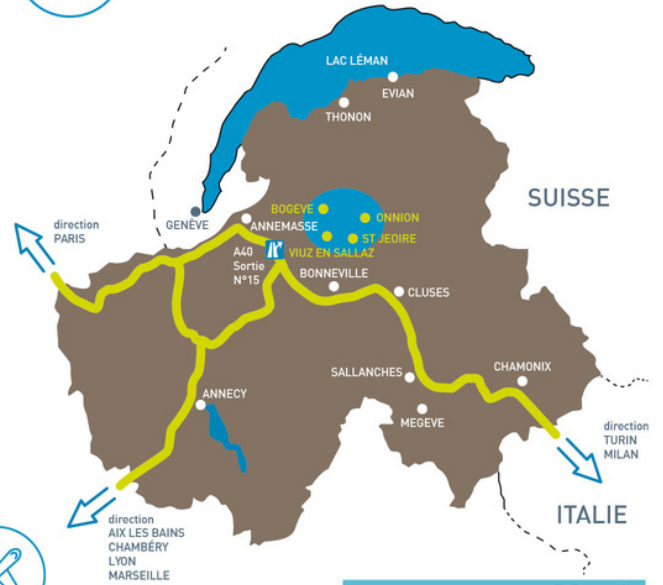 LAC LÉMAN
EVIAN
THONON
SUISSE
BOGEVE
ONNION
GENÈVE
ANNEMASSE
direction
PARIS
ST JEOIRE
A40
Sortie
N°15
VIUZ EN SALLAZ
BONNEVILLE
CLUSES
SALLANCHES
CHAMONIX
ANNECY
MEGEVE
direction
TURIN
MILAN
ITALIE
direction
AIX LES BAINS
CHAMBÉRY
LYON
MARSEILLE